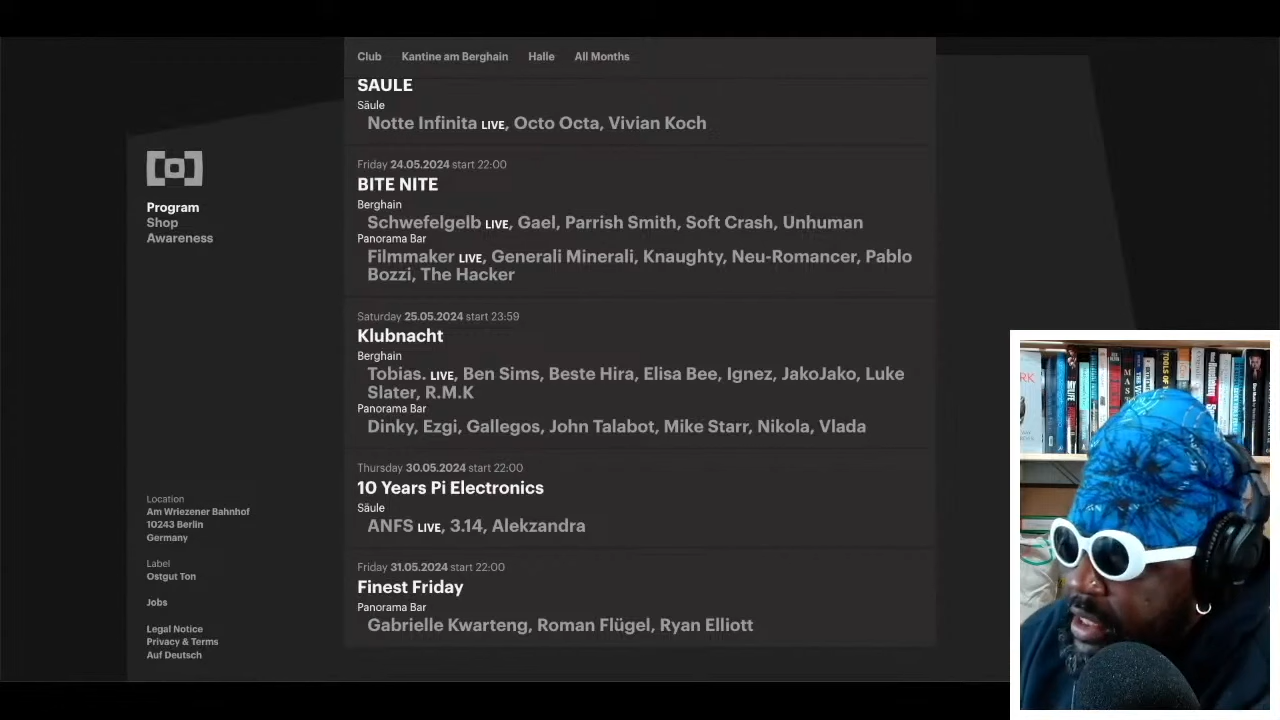 Club Kantine am Berghain Halle All Months
SÄULE
Säule
Notte Infinita LIVE, Octo Octa, Vivian Koch
Friday 24.05.2024 start 22:00
BITE NITE
Berghain
Schwefelgelb LIVE, Gael, Parrish Smith, Soft Crash, Unhuman
Panorama Bar
Filmmaker LIVE, Generali Minerali, Knaughty, Neu-Romancer, Pablo
Bozzi, The Hacker
Saturday 25.05.2024 start 23:59
Klubnacht
Berghain
Tobias. LIVE, Ben Sims, Beste Hira, Elisa Bee, Ignez, JakoJako, Luke
Slater, R.M.K
Panorama Bar
Dinky, Ezgi, Gallegos, John Talabot, Mike Starr, Nikola, Vlada
Thursday 30.05.2024 start 22:00
10 Years Pi Electronics
Säule
ANFS LIVE, 3.14, Alekzandra
Friday 31.05.2024 start 22:00
Finest Friday
Panorama Bar
Gabrielle Kwarteng, Roman Flügel, Ryan Elliott
Program
Shop
Awareness
Location
Am Wriezener Bahnhof
10243 Berlin
Germany
Label
Ostgut Ton
Jobs
Legal Notice
Privacy & Terms
Auf Deutsch